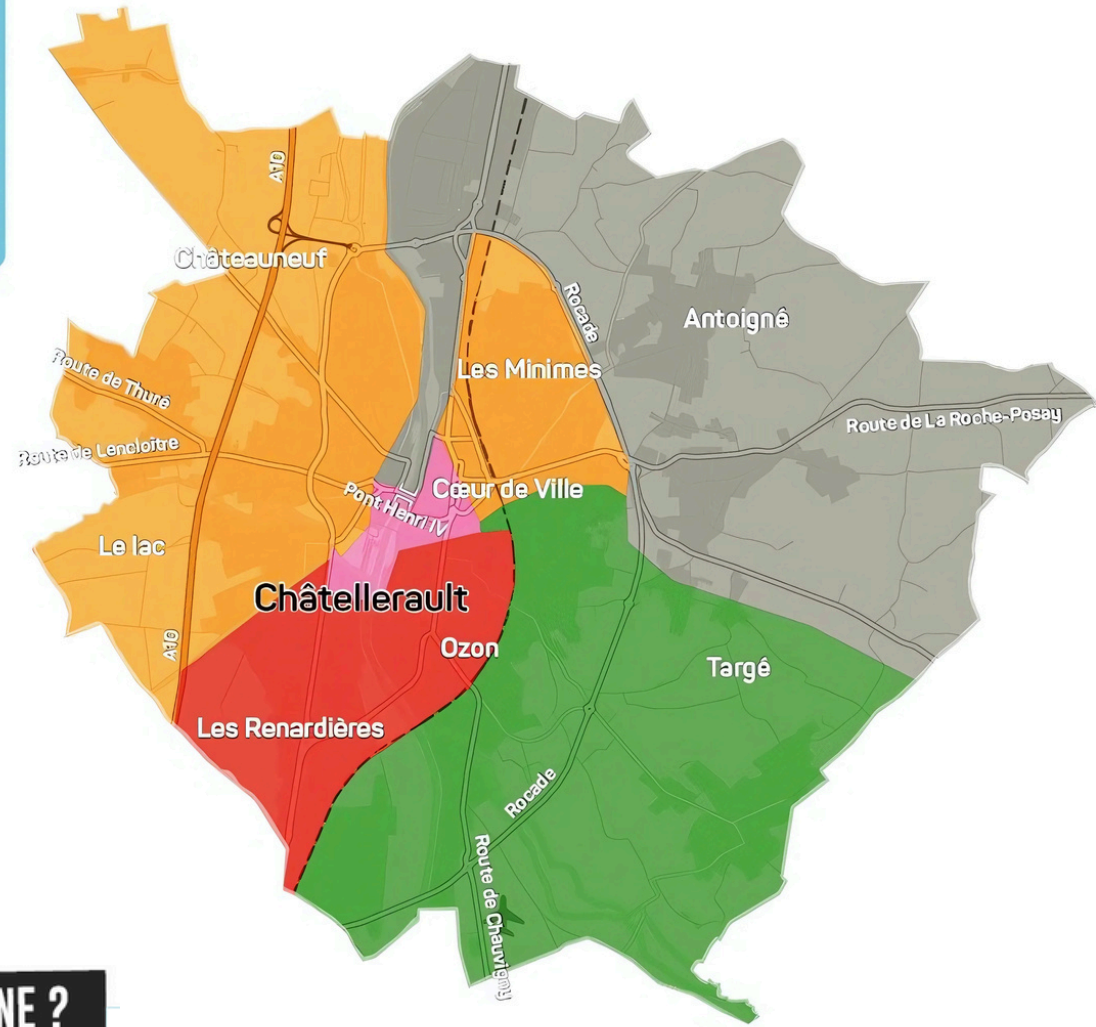 A10
Châteauneuf
Rocade
Antoigné
Les Minimes
Route de Thuré
Route de La Roche-Posay
Route de Lencloître
Cœur de Ville
Pont Henri IV
Le lac
Châtellerault
A10
Ozon
Targé
Les Renardières
Rocade
Route de Chauvigny
NE ?